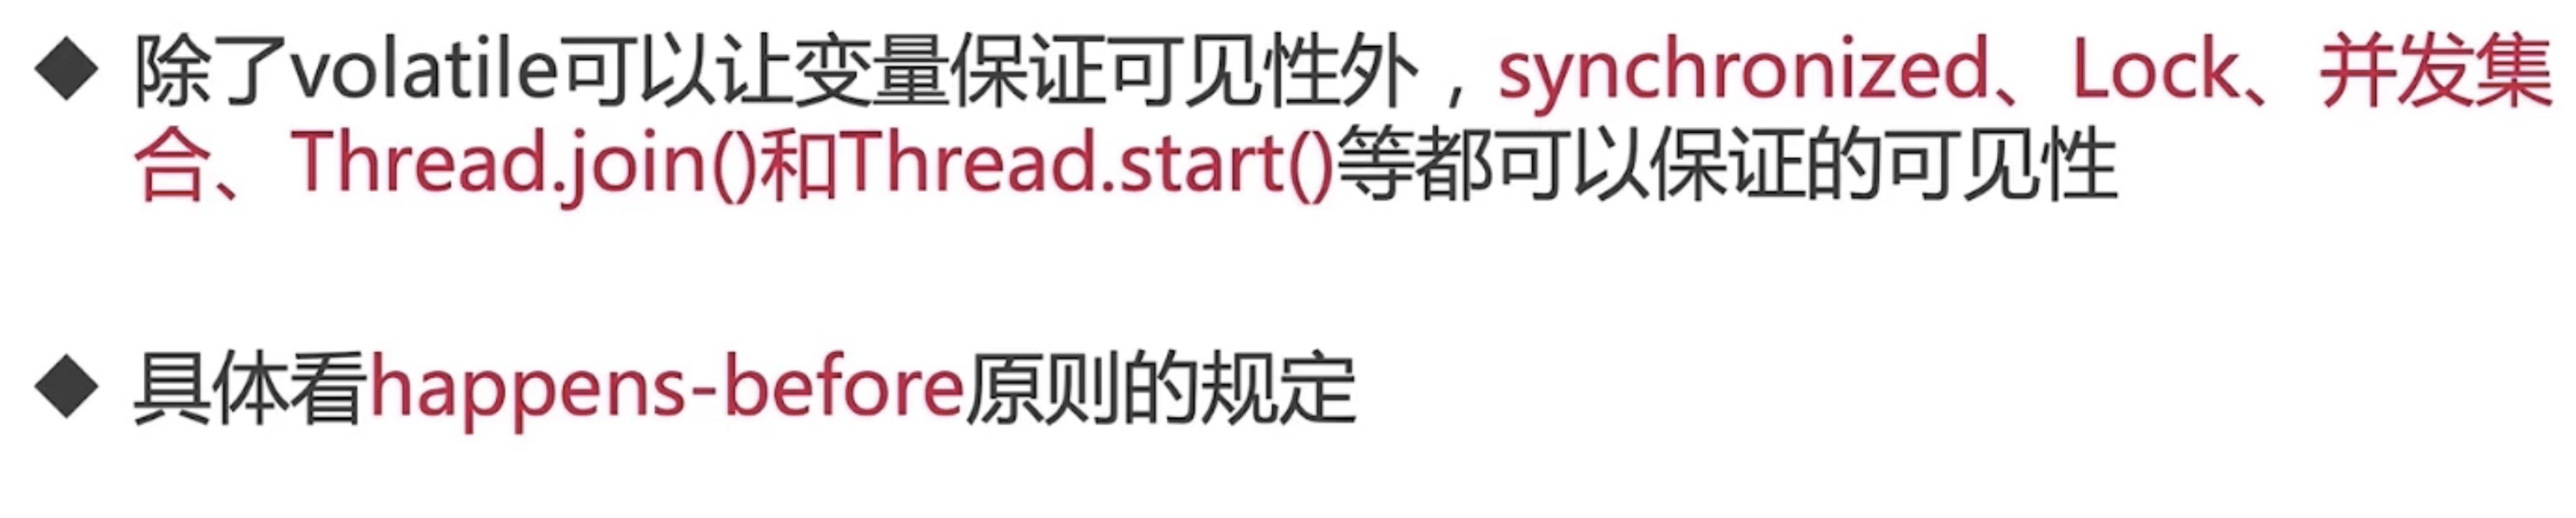 ◆ 除了volatile可以让变量保证可见性外，synchronized、Lock、并发集
合、Thread.join()和Thread.start()等都可以保证的可见性
◆ 具体看happens-before原则的规定